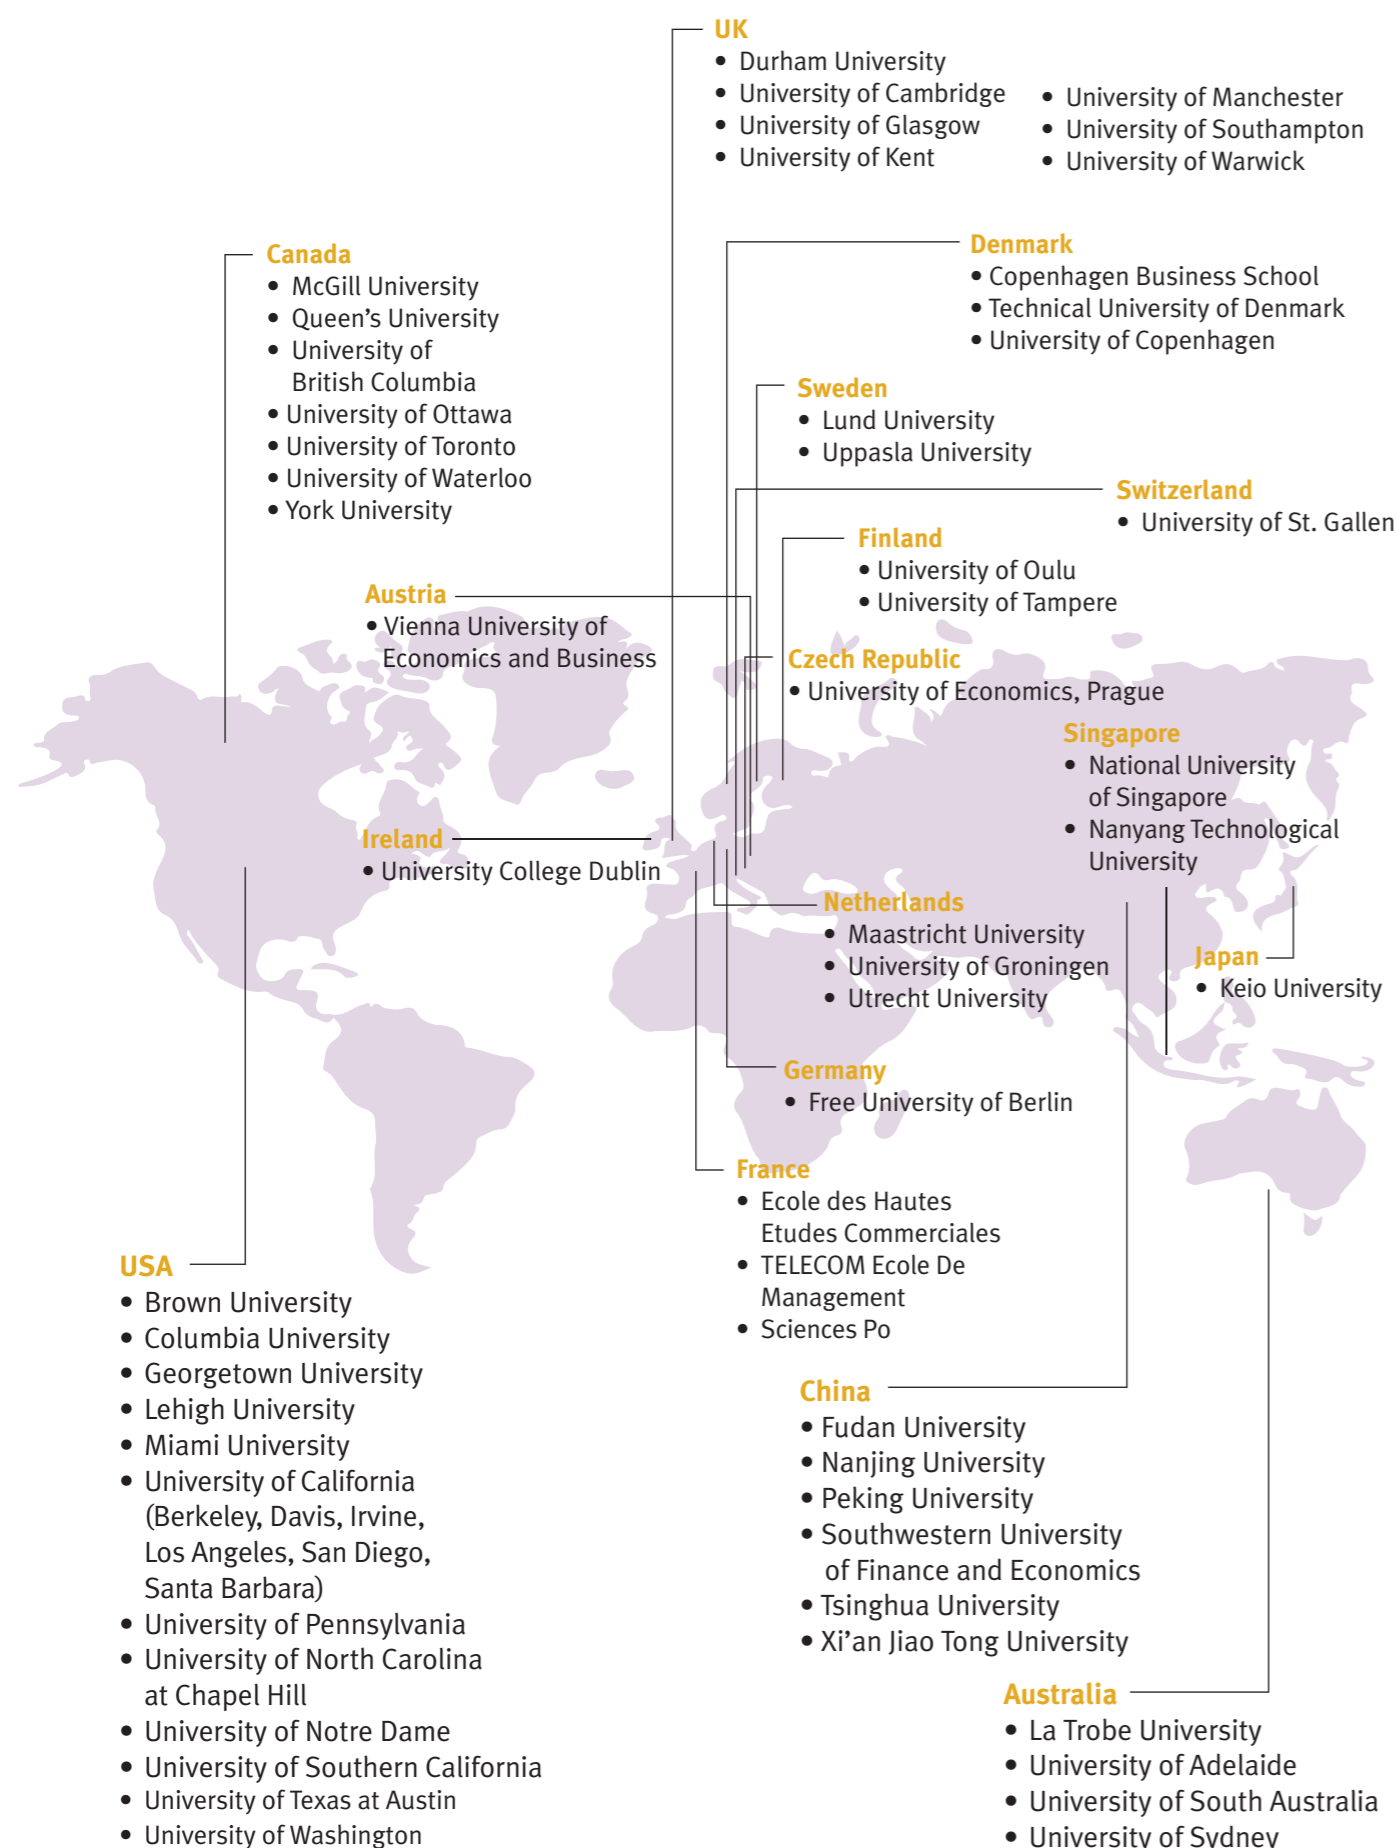 UK
• Durham University
• University of Cambridge
• University of Glasgow
• University of Kent
• University of Manchester
• University of Southampton
• University of Warwick
Canada
• McGill University
• Queen’s University
• University of
British Columbia
• University of Ottawa
• University of Toronto
• University of Waterloo
• York University
Denmark
• Copenhagen Business School
• Technical University of Denmark
• University of Copenhagen
Sweden
• Lund University
• Uppasla University
Switzerland
• University of St. Gallen
Finland
• University of Oulu
• University of Tampere
Austria
• Vienna University of
Economics and Business
Czech Republic
• University of Economics, Prague
Singapore
• National University
of Singapore
• Nanyang Technological
University
Ireland
• University College Dublin
Netherlands
• Maastricht University
• University of Groningen
• Utrecht University
Japan
• Keio University
Germany
• Free University of Berlin
France
• Ecole des Hautes
Etudes Commerciales
• TELECOM Ecole De
Management
• Sciences Po
USA
• Brown University
• Columbia University
• Georgetown University
• Lehigh University
• Miami University
• University of California
(Berkeley, Davis, Irvine,
Los Angeles, San Diego,
Santa Barbara)
• University of Pennsylvania
• University of North Carolina
at Chapel Hill
• University of Notre Dame
• University of Southern California
• University of Texas at Austin
• University of Washington
China
• Fudan University
• Nanjing University
• Peking University
• Southwestern University
of Finance and Economics
• Tsinghua University
• Xi’an Jiao Tong University
Australia
• La Trobe University
• University of Adelaide
• University of South Australia
• University of Sydney